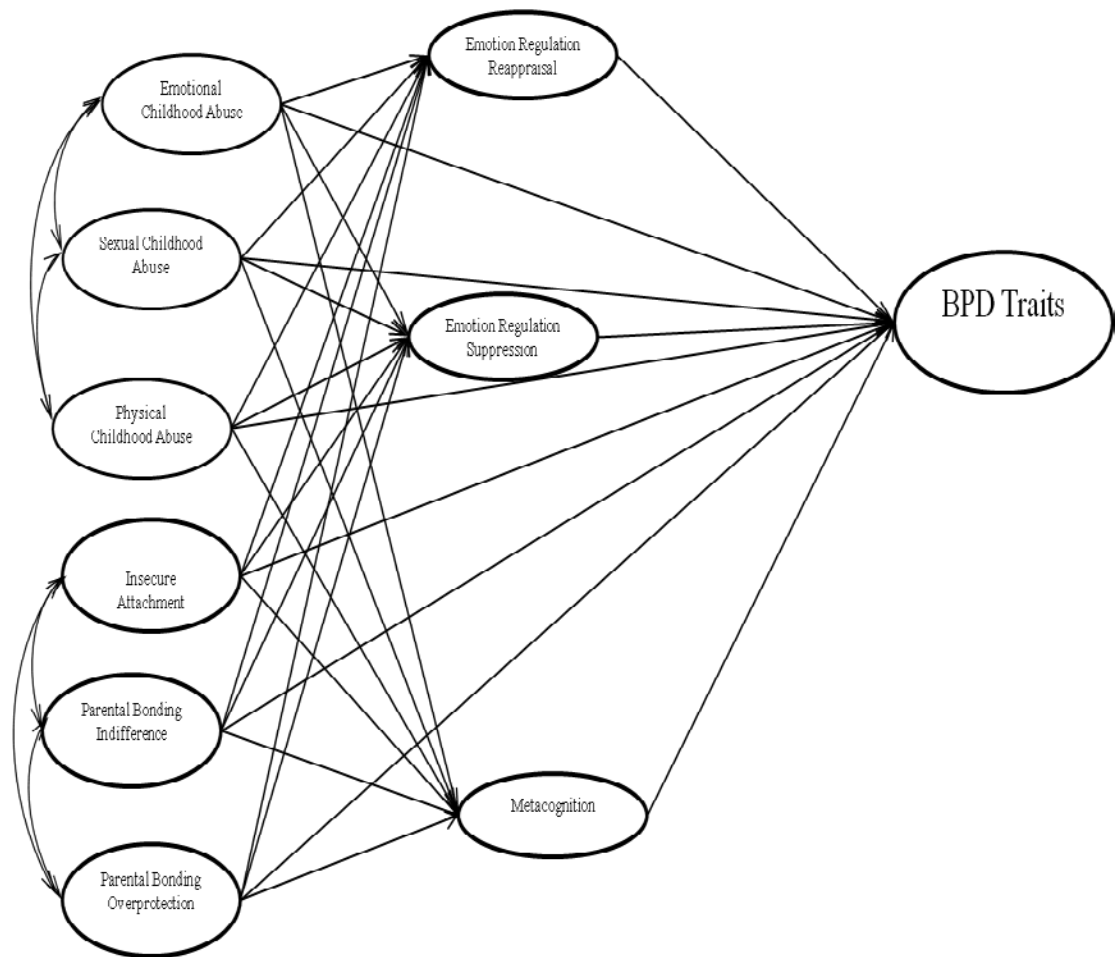 Emotion Regulation
Reappraisal
Emotional
Childhood Abuse
Sexual Childhood
Abuse
Emotion Regulation
Suppression
BPD Traits
Physical
Childhood Abuse
Insecure
Attachment
Parental Bonding
Indifference
Metacognition
Parental Bonding
Overprotection